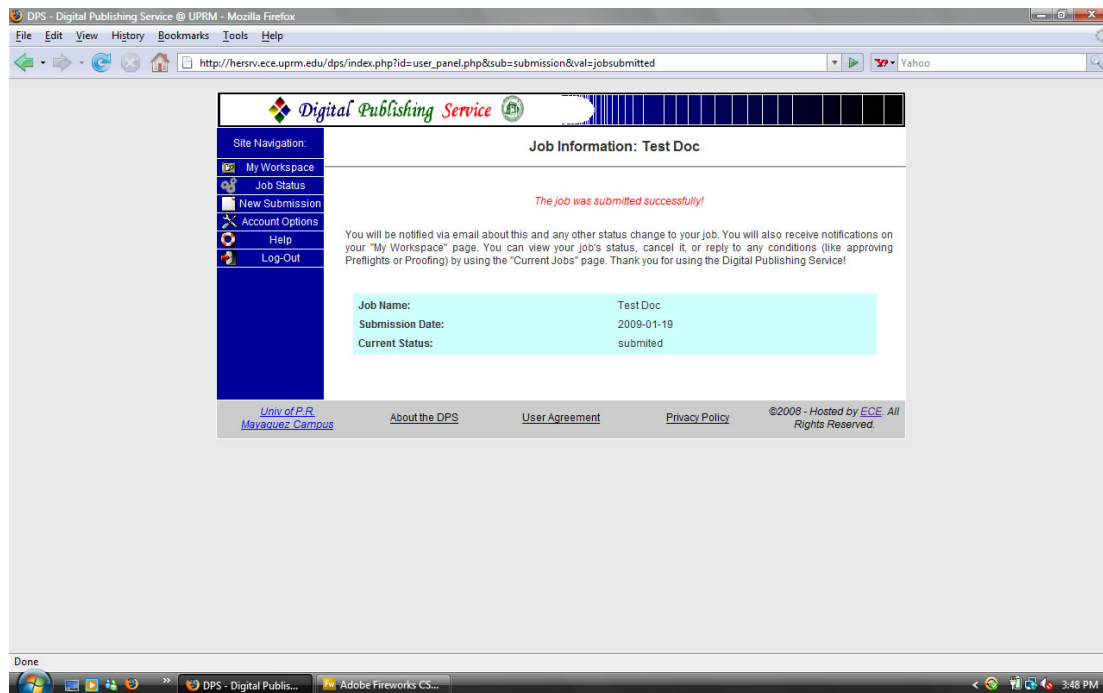 DPS - Digital Publishing Service @ UPRM - Mozilla Firefox
File Edit View History Bookmarks Tools Help
http://hersrv.ece.uprm.edu/dps/index.php?id=user_panel.php&sub=submission&val=jobsubmitted
Yahoo
Digital Publishing Service
Site Navigation:
My Workspace
Job Status
New Submission
Account Options
Help
Log-Out
Job Information: Test Doc
The job was submitted successfully!
You will be notified via email about this and any other status change to your job. You will also receive notifications on
your "My Workspace" page. You can view your job's status, cancel it, or reply to any conditions (like approving
Preflights or Proofing) by using the "Current Jobs" page. Thank you for using the Digital Publishing Service!
Job Name: Test Doc
Submission Date: 2009-01-19
Current Status: submited
Univ of P.R.
Mayaguez Campus
About the DPS
User Agreement
Privacy Policy
©2008 - Hosted by ECE. All
Rights Reserved.
Done
DPS - Digital Publis...
Fw Adobe Fireworks CS...
3:48 PM